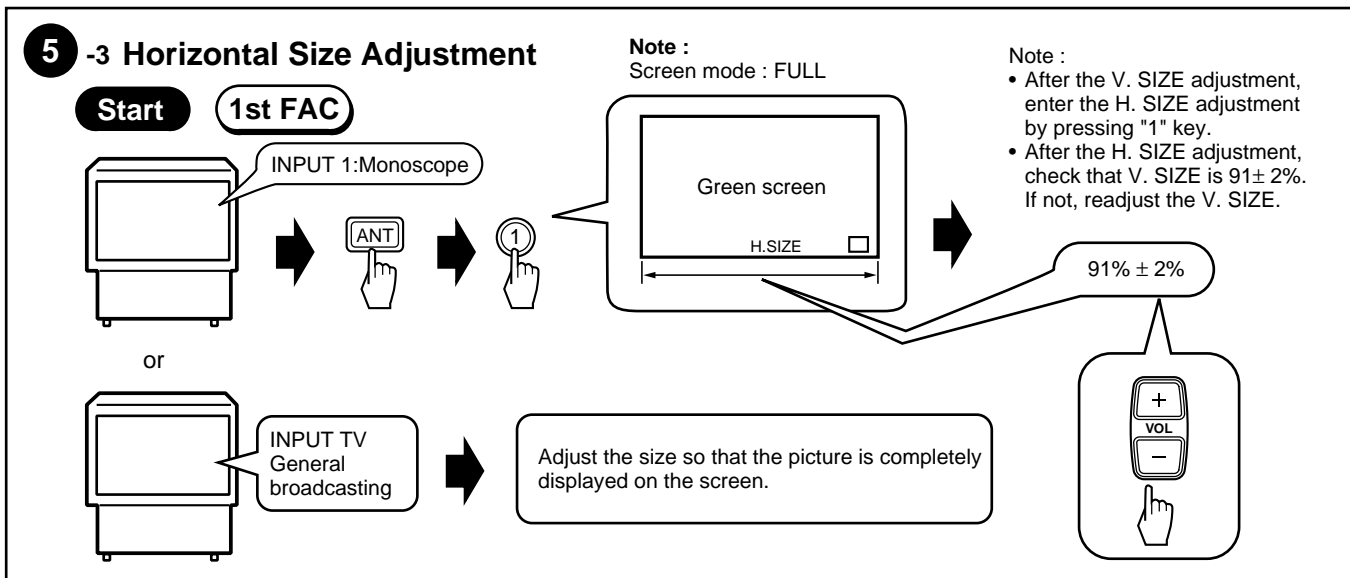 5 -3 Horizontal Size Adjustment
Start
1st FAC
INPUT 1:Monoscope
ANT
1
Note :
Screen mode : FULL
Green screen
H.SIZE
Note :
• After the V. SIZE adjustment,
enter the H. SIZE adjustment
by pressing "1" key.
• After the H. SIZE adjustment,
check that V. SIZE is 91± 2%.
If not, readjust the V. SIZE.
91% ± 2%
+
VOL
−
or
INPUT TV
General
broadcasting
Adjust the size so that the picture is completely
displayed on the screen.